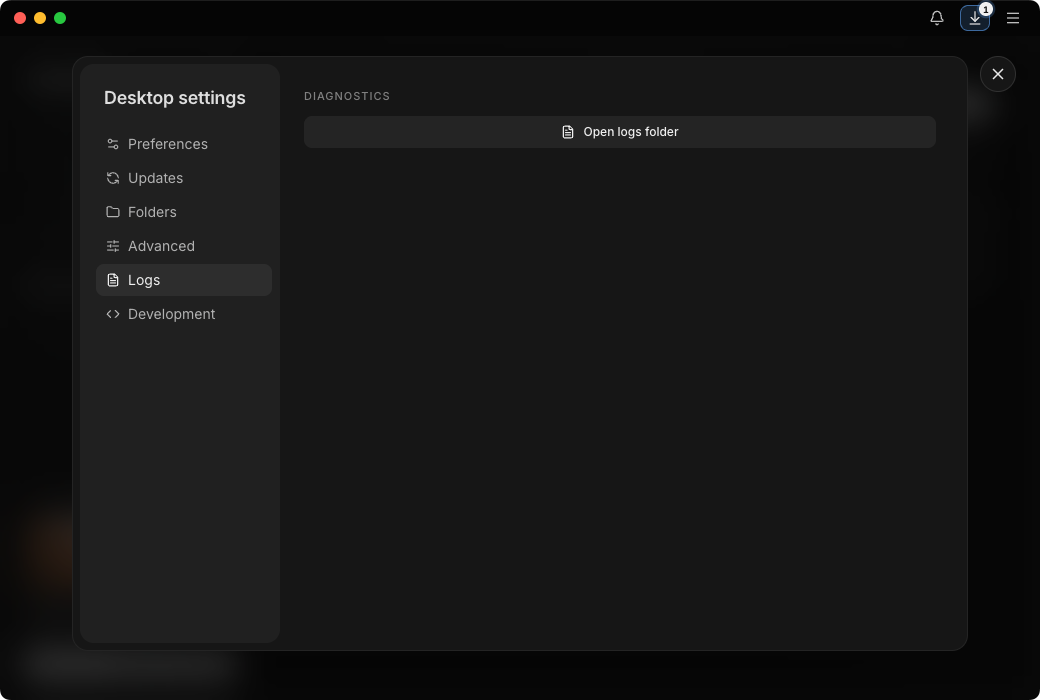 1
Desktop settings
Preferences
Updates
Folders
Advanced
Logs
Development
DIAGNOSTICS
Open logs folder